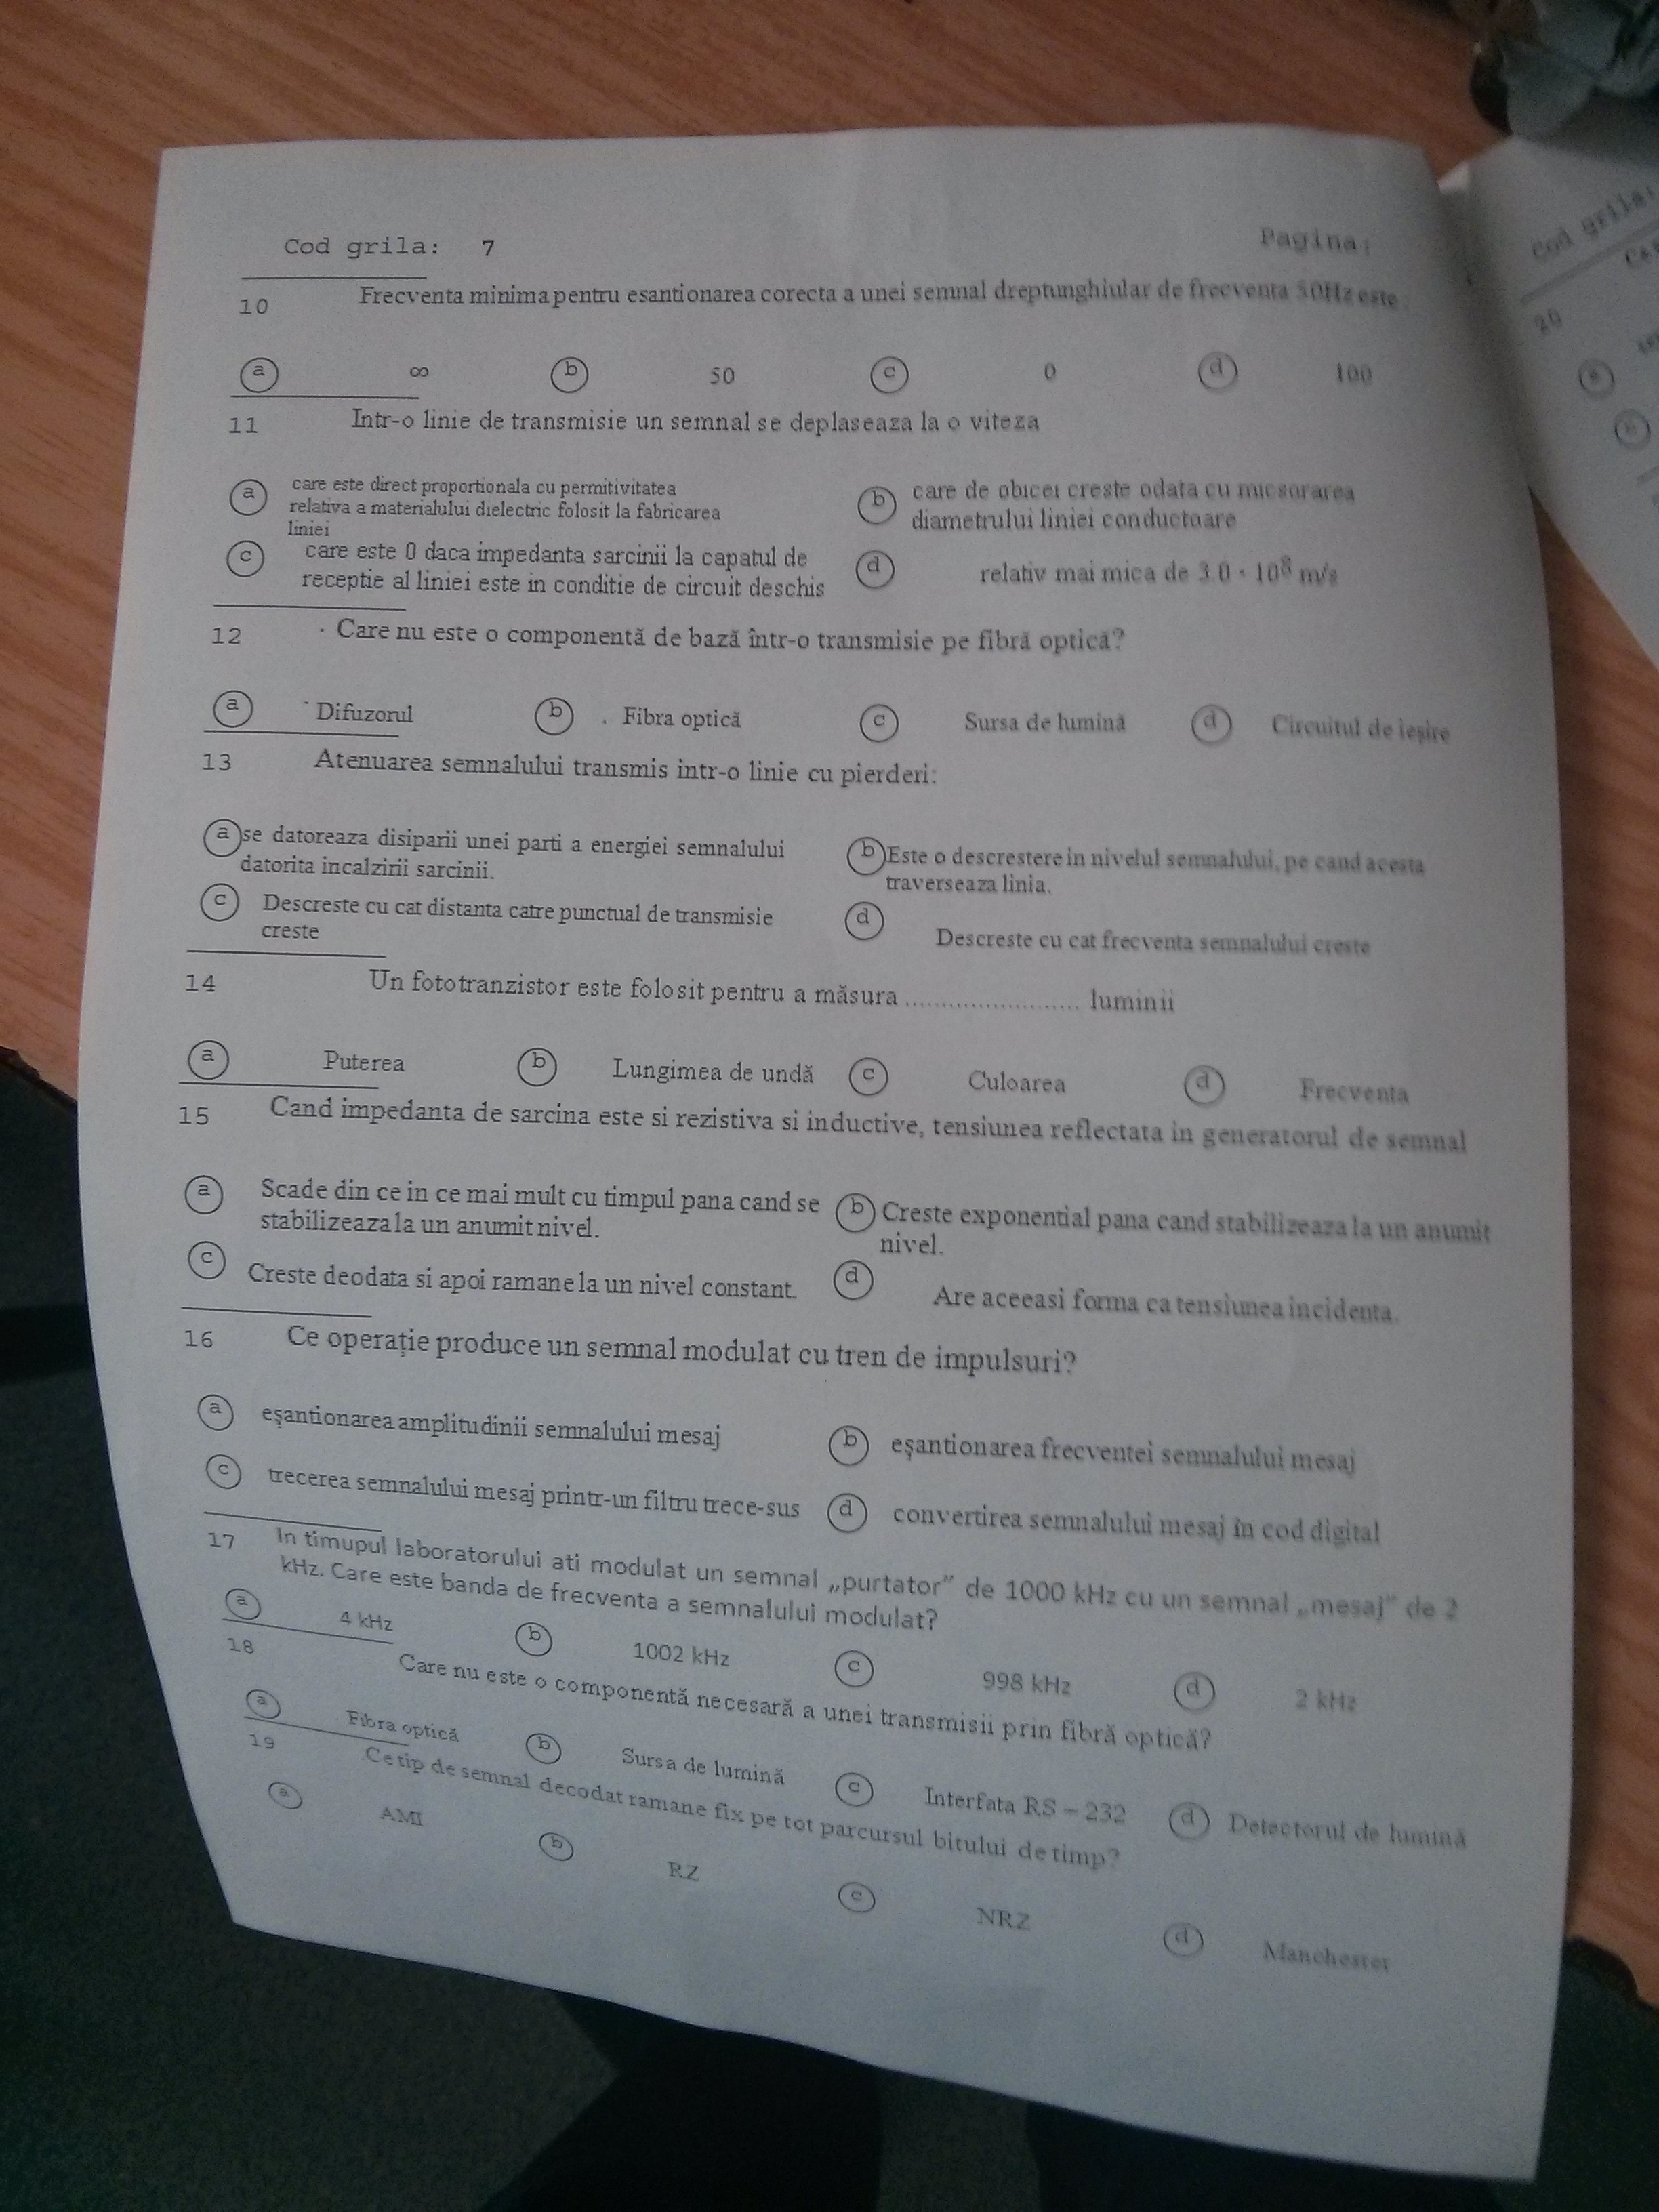 Cod grila: 7 Pagina:
10 Frecventa minima pentru esantionarea corecta a unei semnal dreptunghiular de frecventa 50Hz este
a ∞ b 50 c 0 d 100
11 Intr-o linie de transmisie un semnal se deplaseaza la o viteza
a care este direct proportionala cu permitivitatea
relativa a materialului dielectric folosit la fabricarea
liniei
b care de obicei creste odata cu micsorarea
diametrului liniei conductoare
c care este 0 daca impedanta sarcinii la capatul de
receptie al liniei este in conditie de circuit deschis
d relativ mai mica de 3.0 · 10⁸ m/s
12 · Care nu este o componentă de bază într-o transmisie pe fibră optică?
a Difuzorul b . Fibra optică c Sursa de lumină d Circuitul de ieşire
13 Atenuarea semnalului transmis intr-o linie cu pierderi:
a se datoreaza disiparii unei parti a energiei semnalului
datorita incalzirii sarcinii.
b Este o descrestere in nivelul semnalului, pe cand acesta
traverseaza linia.
c Descreste cu cat distanta catre punctual de transmisie
creste
d Descreste cu cat frecventa semnalului creste
14 Un fototranzistor este folosit pentru a măsura ........................ luminii
a Puterea b Lungimea de undă c Culoarea d Frecventa
15 Cand impedanta de sarcina este si rezistiva si inductive, tensiunea reflectata in generatorul de semnal
a Scade din ce in ce mai mult cu timpul pana cand se
stabilizeaza la un anumit nivel.
b Creste exponential pana cand stabilizeaza la un anumit
nivel.
c Creste deodata si apoi ramane la un nivel constant.
d Are aceeasi forma ca tensiunea incidenta.
16 Ce operaţie produce un semnal modulat cu tren de impulsuri?
a eşantionarea amplitudinii semnalului mesaj
b eşantionarea frecventei semnalului mesaj
c trecerea semnalului mesaj printr-un filtru trece-sus
d convertirea semnalului mesaj în cod digital
17 In timupul laboratorului ati modulat un semnal „purtator” de 1000 kHz cu un semnal „mesaj” de 2
kHz. Care este banda de frecventa a semnalului modulat?
a 4 kHz b 1002 kHz c 998 kHz d 2 kHz
18 Care nu este o componentă necesară a unei transmisii prin fibră optică?
a Fibra optică b Sursa de lumină c Interfata RS – 232 d Detectorul de lumină
19 Ce tip de semnal decodat ramane fix pe tot parcursul bitului de timp?
a AMI b RZ c NRZ d Manchester
Cod grila:
20